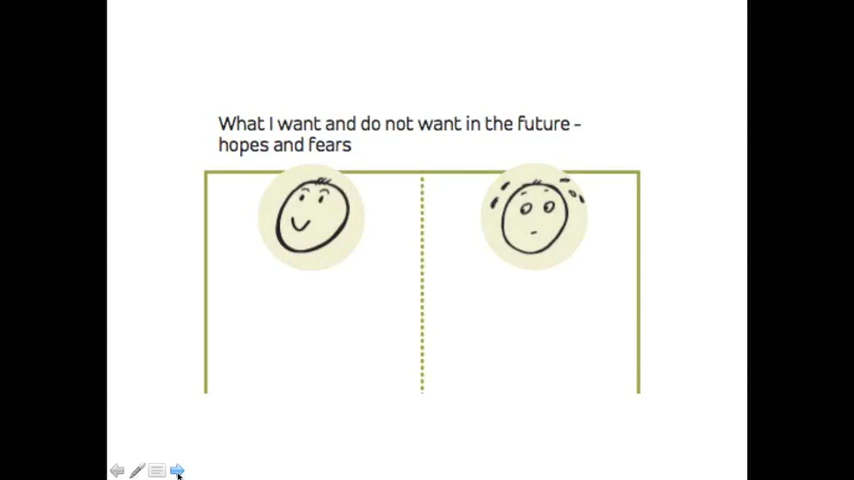 What I want and do not want in the future -
hopes and fears